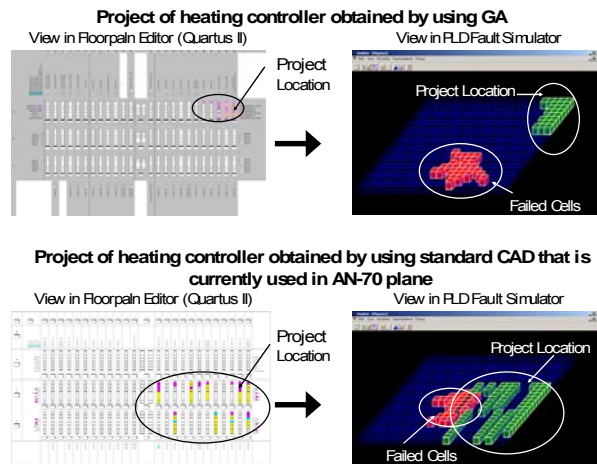 Project of heating controller obtained by using GA
View in Floorpaln Editor (Quartus II)
View in PLD Fault Simulator
Project
Location
Project Location
Failed Cells
Project of heating controller obtained by using standard CAD that is
currently used in AN-70 plane
View in Floorpaln Editor (Quartus II)
View in PLD Fault Simulator
Project
Location
Project Location
Failed Cells